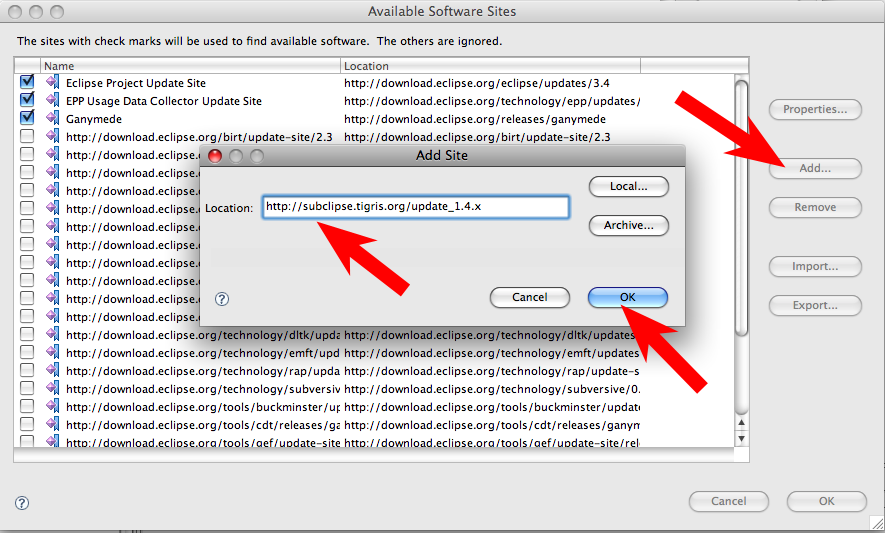 Available Software Sites
The sites with check marks will be used to find available software. The others are ignored.
Name Location
Eclipse Project Update Site http://download.eclipse.org/eclipse/updates/3.4
EPP Usage Data Collector Update Site http://download.eclipse.org/technology/epp/updates/
Ganymede http://download.eclipse.org/releases/ganymede
http://download.eclipse.org/birt/update-site/2.3 http://download.eclipse.org/birt/update-site/2.3
http://download.eclipse.o
http://download.eclipse.o
http://download.eclipse.o
http://download.eclipse.o
http://download.eclipse.o
http://download.eclipse.o
http://download.eclipse.o
http://download.eclipse.o
http://download.eclipse.o
http://download.eclipse.o
http://download.eclipse.org/technology/dltk/upda http://download.eclipse.org/technology/dltk/updates
http://download.eclipse.org/technology/emft/upd http://download.eclipse.org/technology/emft/updates
http://download.eclipse.org/technology/rap/updat http://download.eclipse.org/technology/rap/update-s
http://download.eclipse.org/technology/subversiv http://download.eclipse.org/technology/subversive/0.
http://download.eclipse.org/tools/buckminster/up http://download.eclipse.org/tools/buckminster/update
http://download.eclipse.org/tools/cdt/releases/ga http://download.eclipse.org/tools/cdt/releases/ganym
http://download.eclipse.org/tools/gef/update-site http://download.eclipse.org/tools/gef/update-site/rel
Properties...
Add...
Remove
Import...
Export...
Add Site
Local...
Location: http://subclipse.tigris.org/update_1.4.x
Archive...
? Cancel OK
? Cancel OK